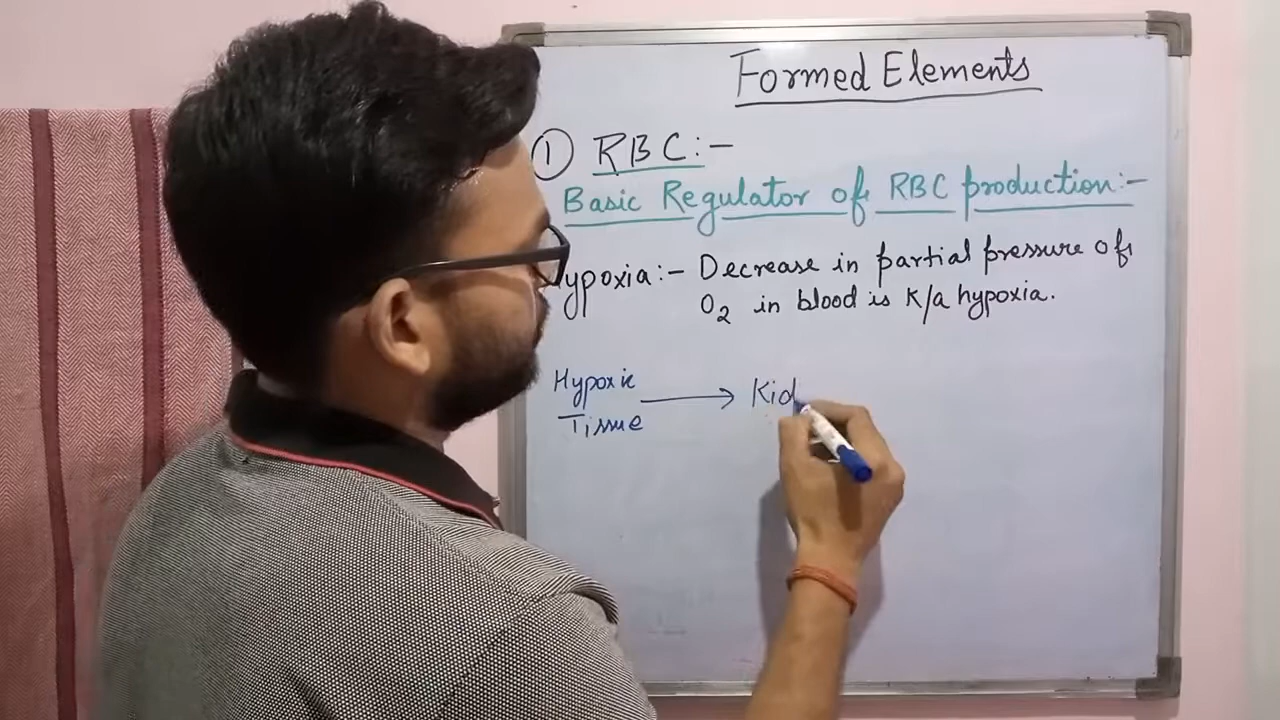 Formed Elements
① RBC:-
Basic Regulator of RBC production:-
ypoxia:- Decrease in partial pressure of
O2 in blood is K/a hypoxia.
Hypoxic
Tissue → Kid